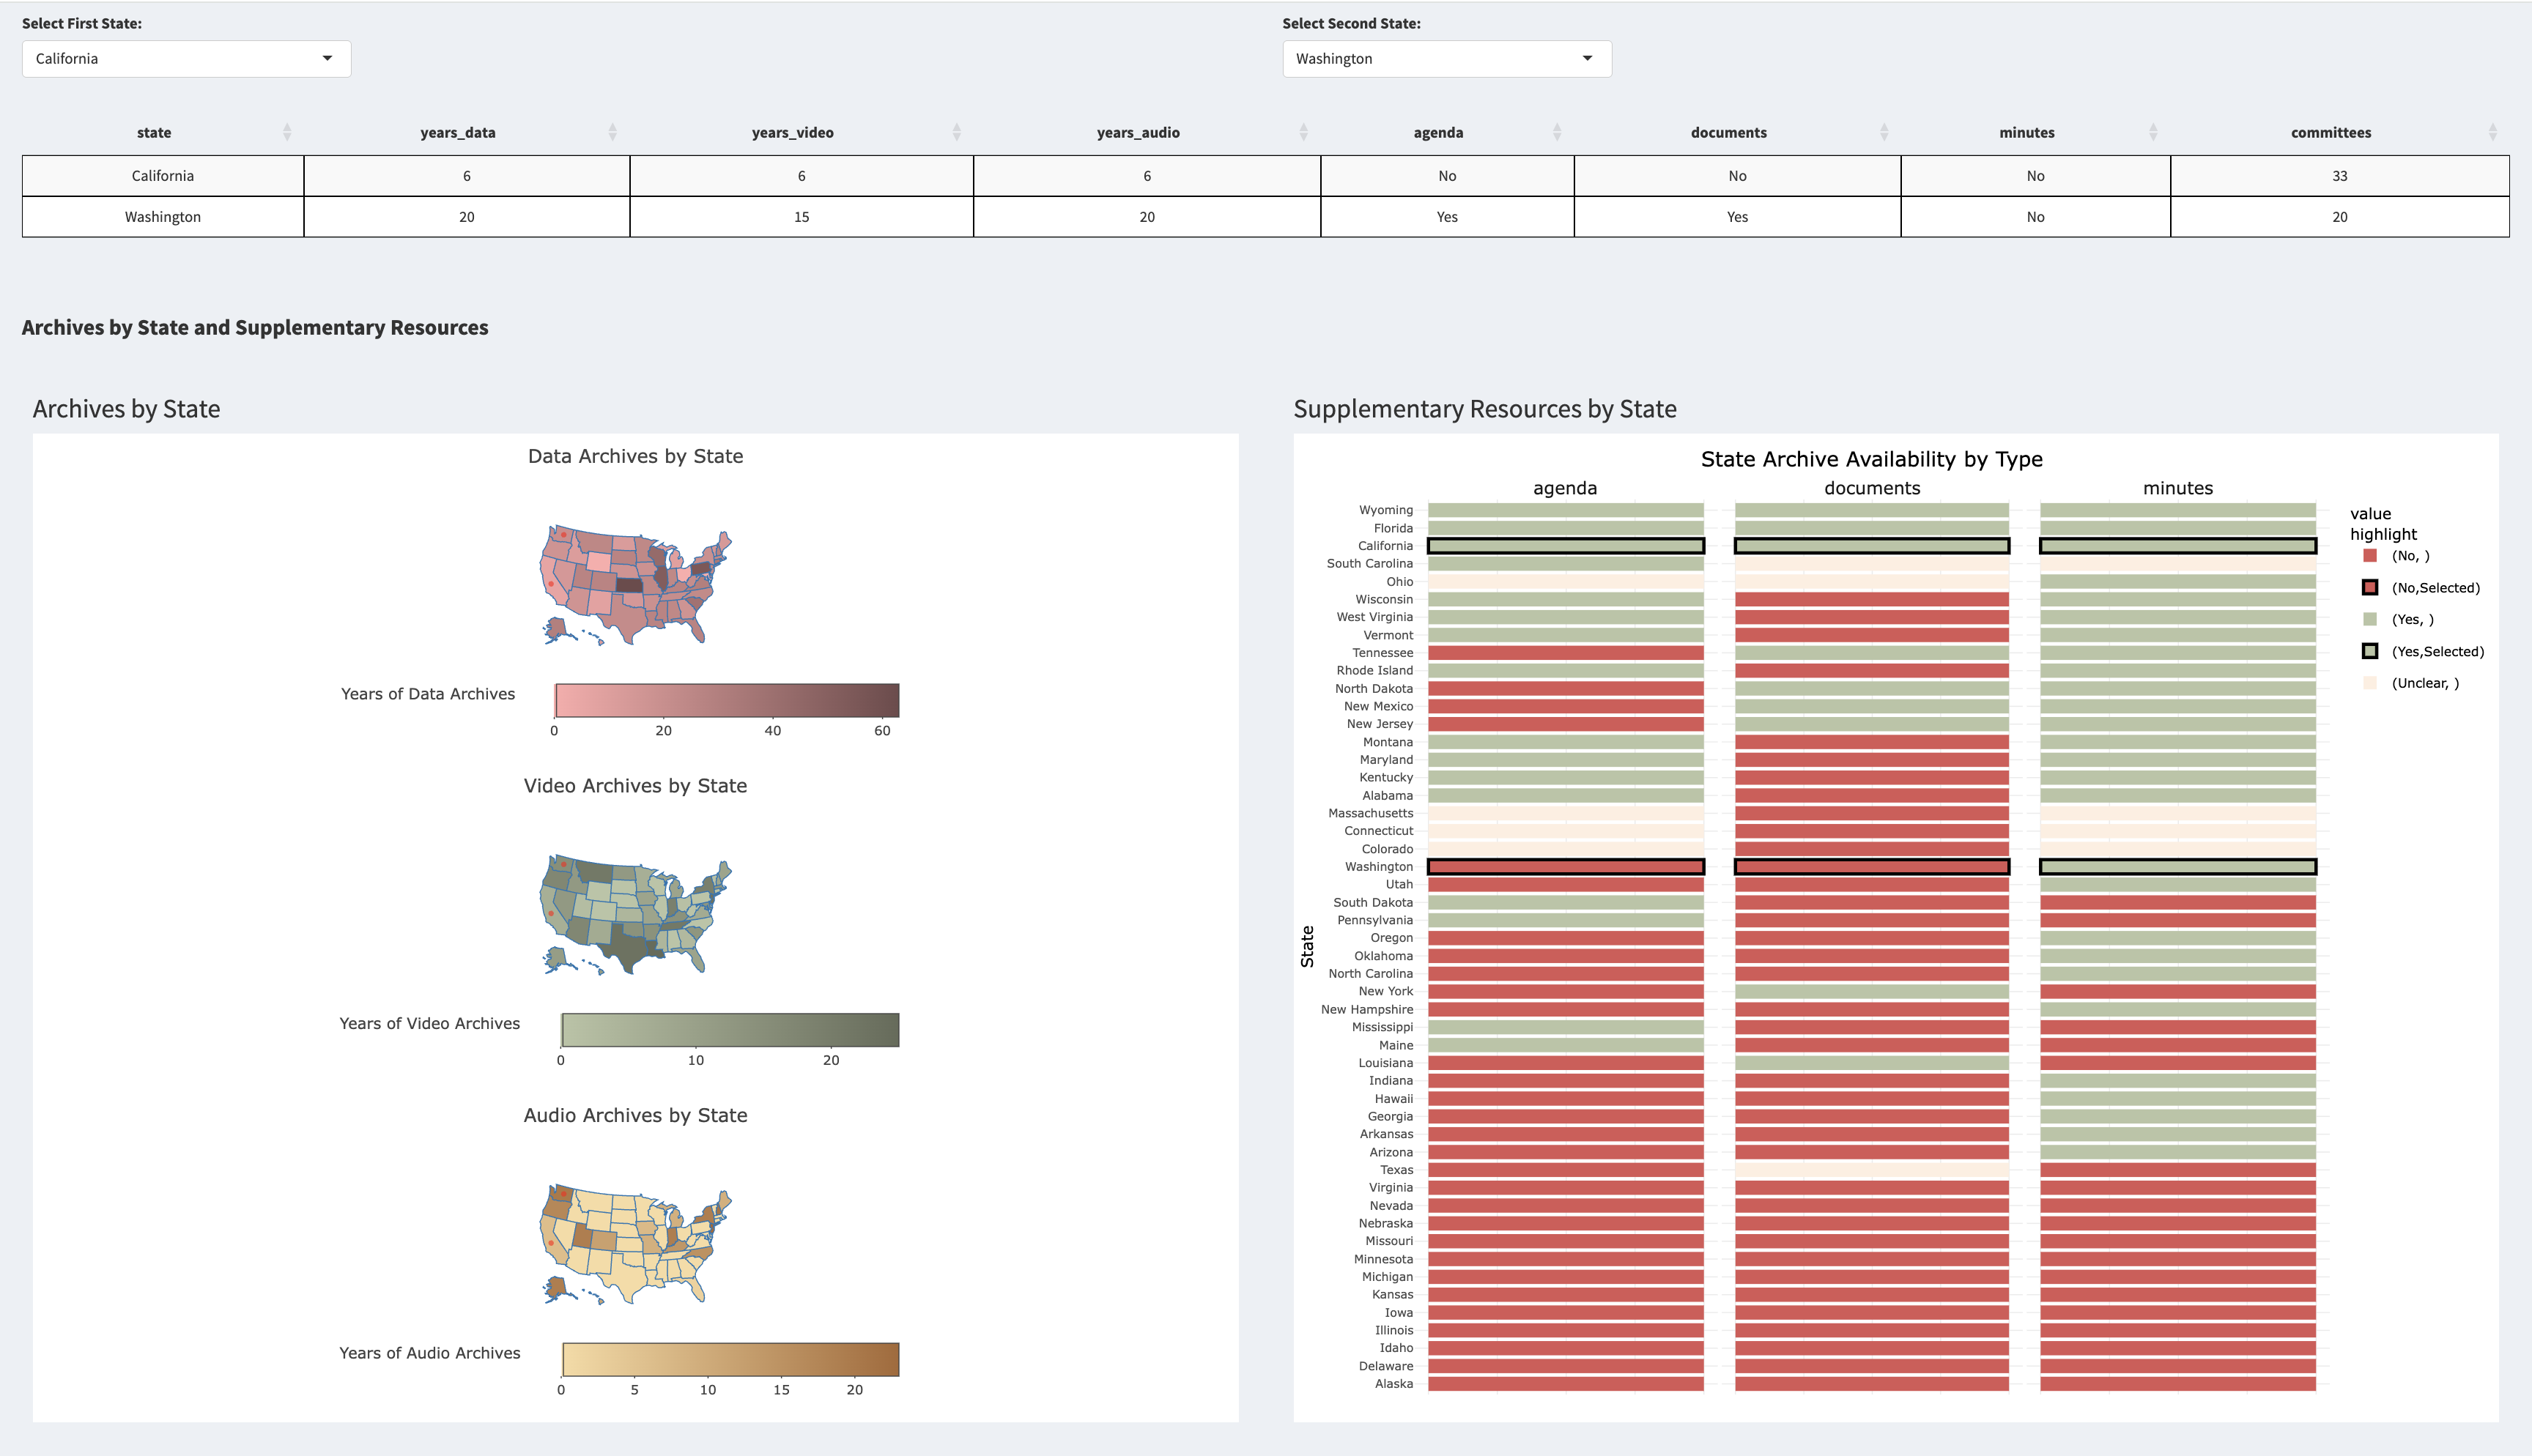 Select First State:
California
Select Second State:
Washington
state years_data years_video years_audio agenda documents minutes committees
California 6 6 6 No No No 33
Washington 20 15 20 Yes Yes No 20
Archives by State and Supplementary Resources
Archives by State
Data Archives by State
Years of Data Archives
0 20 40 60
Video Archives by State
Years of Video Archives
0 10 20
Audio Archives by State
Years of Audio Archives
0 5 10 15 20
Supplementary Resources by State
State Archive Availability by Type
agenda documents minutes
State
Wyoming
Florida
California
South Carolina
Ohio
Wisconsin
West Virginia
Vermont
Tennessee
Rhode Island
North Dakota
New Mexico
New Jersey
Montana
Maryland
Kentucky
Alabama
Massachusetts
Connecticut
Colorado
Washington
Utah
South Dakota
Pennsylvania
Oregon
Oklahoma
North Carolina
New York
New Hampshire
Mississippi
Maine
Louisiana
Indiana
Hawaii
Georgia
Arkansas
Arizona
Texas
Virginia
Nevada
Nebraska
Missouri
Minnesota
Michigan
Kansas
Iowa
Illinois
Idaho
Delaware
Alaska
value
highlight
(No, )
(No,Selected)
(Yes, )
(Yes,Selected)
(Unclear, )